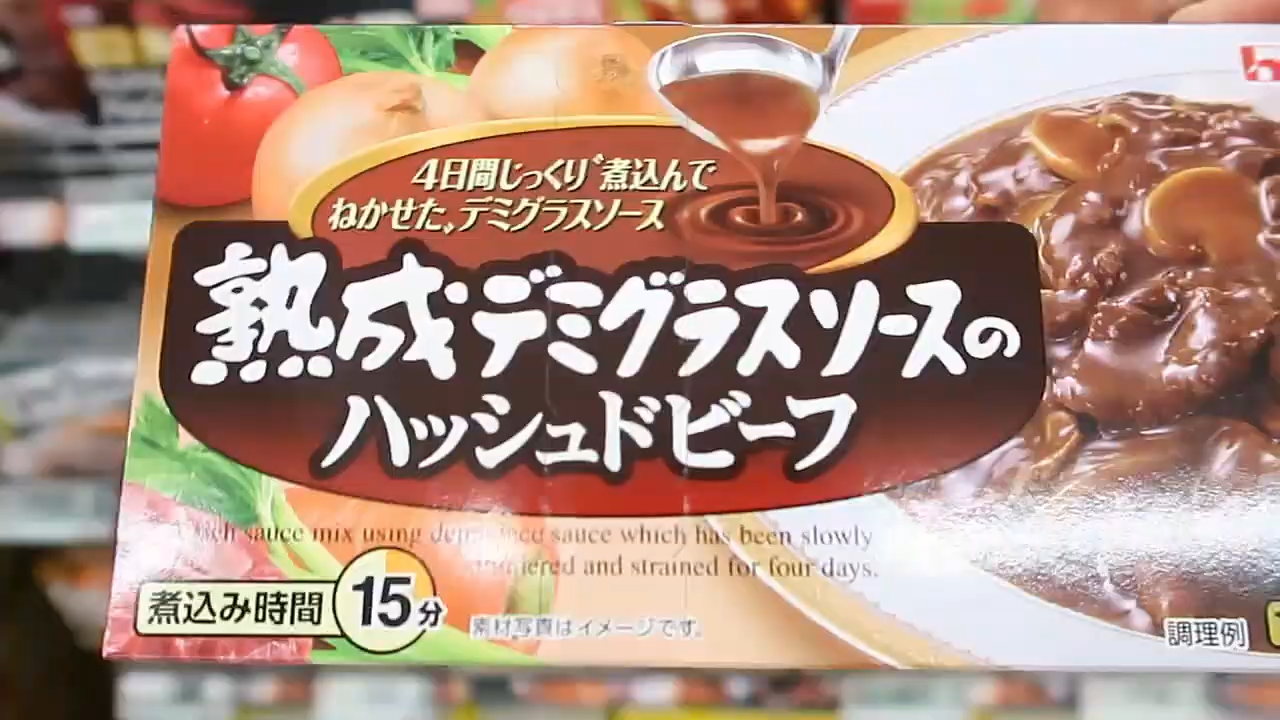 4日間じっくり煮込んで
ねかせた、デミグラスソース
熟成デミグラスソースの
ハッシュドビーフ
sauce mix using sauce which has been slowly
and strained for four days.
煮込み時間 15分
素材写真はイメージです。
調理例